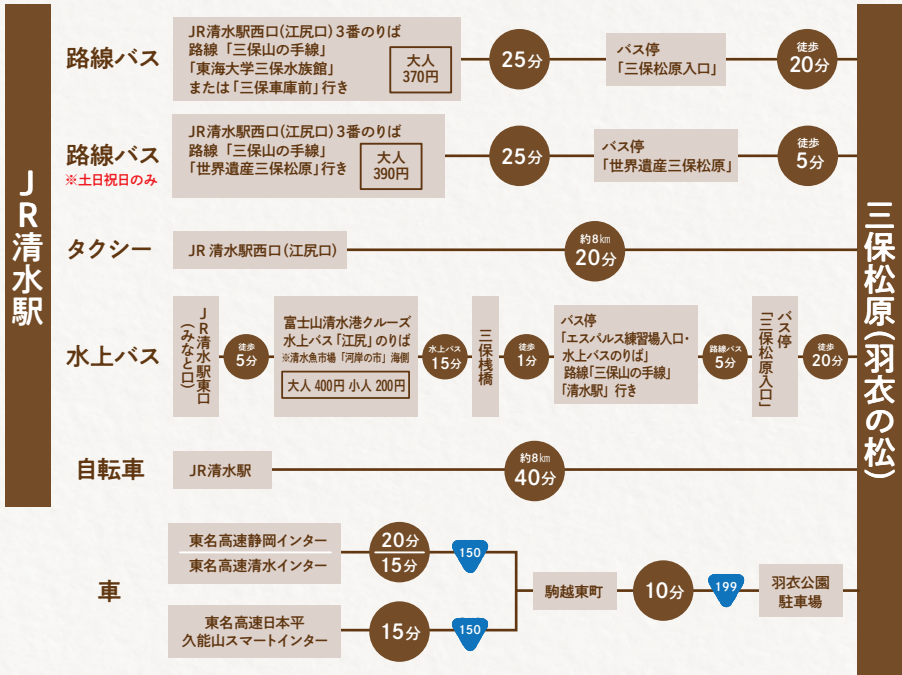 JR清水駅
路線バス
JR清水駅西口(江尻口)3番のりば
路線「三保山の手線」
「東海大学三保水族館」
または「三保車庫前」行き
大人
370円
25分
バス停
「三保松原入口」
徒歩
20分
路線バス
※土日祝日のみ
JR清水駅西口(江尻口)3番のりば
路線「三保山の手線」
「世界遺産三保松原」行き
大人
390円
25分
バス停
「世界遺産三保松原」
徒歩
5分
タクシー
JR 清水駅西口(江尻口)
約8㎞
20分
水上バス
JR清水駅東口
(みなと口)
徒歩
5分
富士山清水港クルーズ
水上バス「江尻」のりば
※清水魚市場「河岸の市」海側
大人 400円 小人 200円
水上バス
15分
三保桟橋
徒歩
1分
バス停
「エスパルス練習場入口・
水上バスのりば」
路線「三保山の手線」
「清水駅」行き
路線バス
5分
バス停
「三保松原入口」
徒歩
20分
自転車
JR清水駅
約8㎞
40分
車
東名高速静岡インター
東名高速清水インター
20分
15分
150
東名高速日本平
久能山スマートインター
15分
150
駒越東町
10分
199
羽衣公園
駐車場
三保松原(羽衣の松)